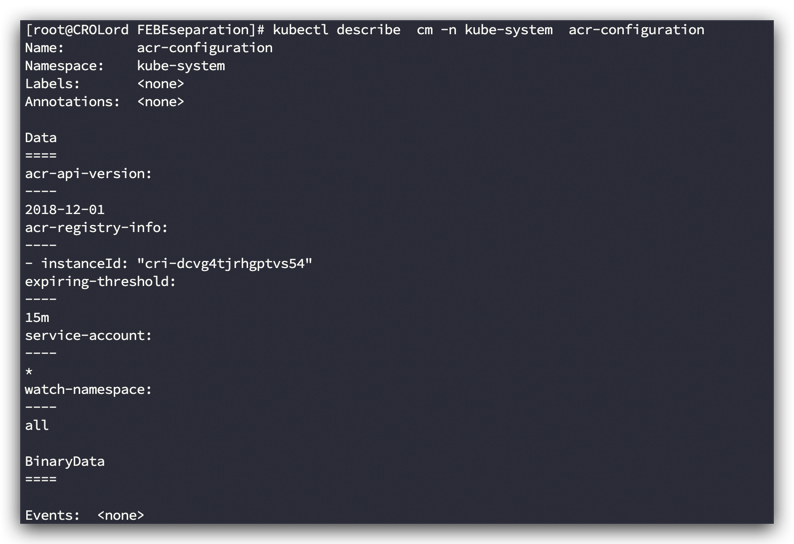 [root@CROLord FEBEseparation]# kubectl describe  cm -n kube-system  acr-configuration
Name:         acr-configuration
Namespace:    kube-system
Labels:       <none>
Annotations:  <none>

Data
====
acr-api-version:
----
2018-12-01
acr-registry-info:
----
- instanceId: "cri-dcvg4tjrhgptvs54"
expiring-threshold:
----
15m
service-account:
----
*
watch-namespace:
----
all

BinaryData
====

Events:  <none>